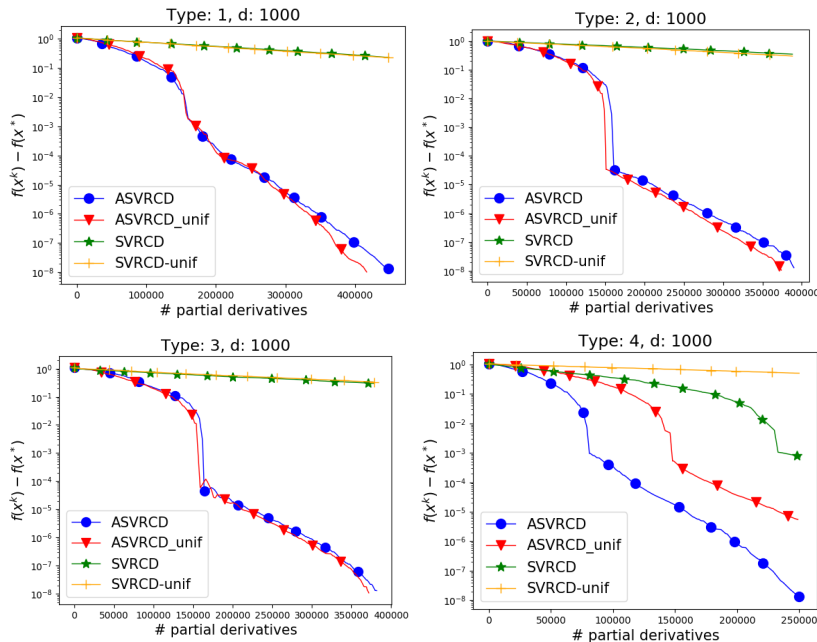 Type: 1, d: 1000
f(x^k) − f(x^*)
10^0
10^−1
10^−2
10^−3
10^−4
10^−5
10^−6
10^−7
10^−8
ASVRCD
ASVRCD_unif
SVRCD
SVRCD-unif
0 100000 200000 300000 400000
# partial derivatives
Type: 2, d: 1000
f(x^k) − f(x^*)
10^0
10^−1
10^−2
10^−3
10^−4
10^−5
10^−6
10^−7
10^−8
ASVRCD
ASVRCD_unif
SVRCD
SVRCD-unif
0 50000 100000 150000 200000 250000 300000 350000 400000
# partial derivatives
Type: 3, d: 1000
f(x^k) − f(x^*)
10^0
10^−1
10^−2
10^−3
10^−4
10^−5
10^−6
10^−7
10^−8
ASVRCD
ASVRCD_unif
SVRCD
SVRCD-unif
0 50000 100000 150000 200000 250000 300000 350000 400000
# partial derivatives
Type: 4, d: 1000
f(x^k) − f(x^*)
10^0
10^−1
10^−2
10^−3
10^−4
10^−5
10^−6
10^−7
10^−8
ASVRCD
ASVRCD_unif
SVRCD
SVRCD-unif
0 50000 100000 150000 200000 250000
# partial derivatives